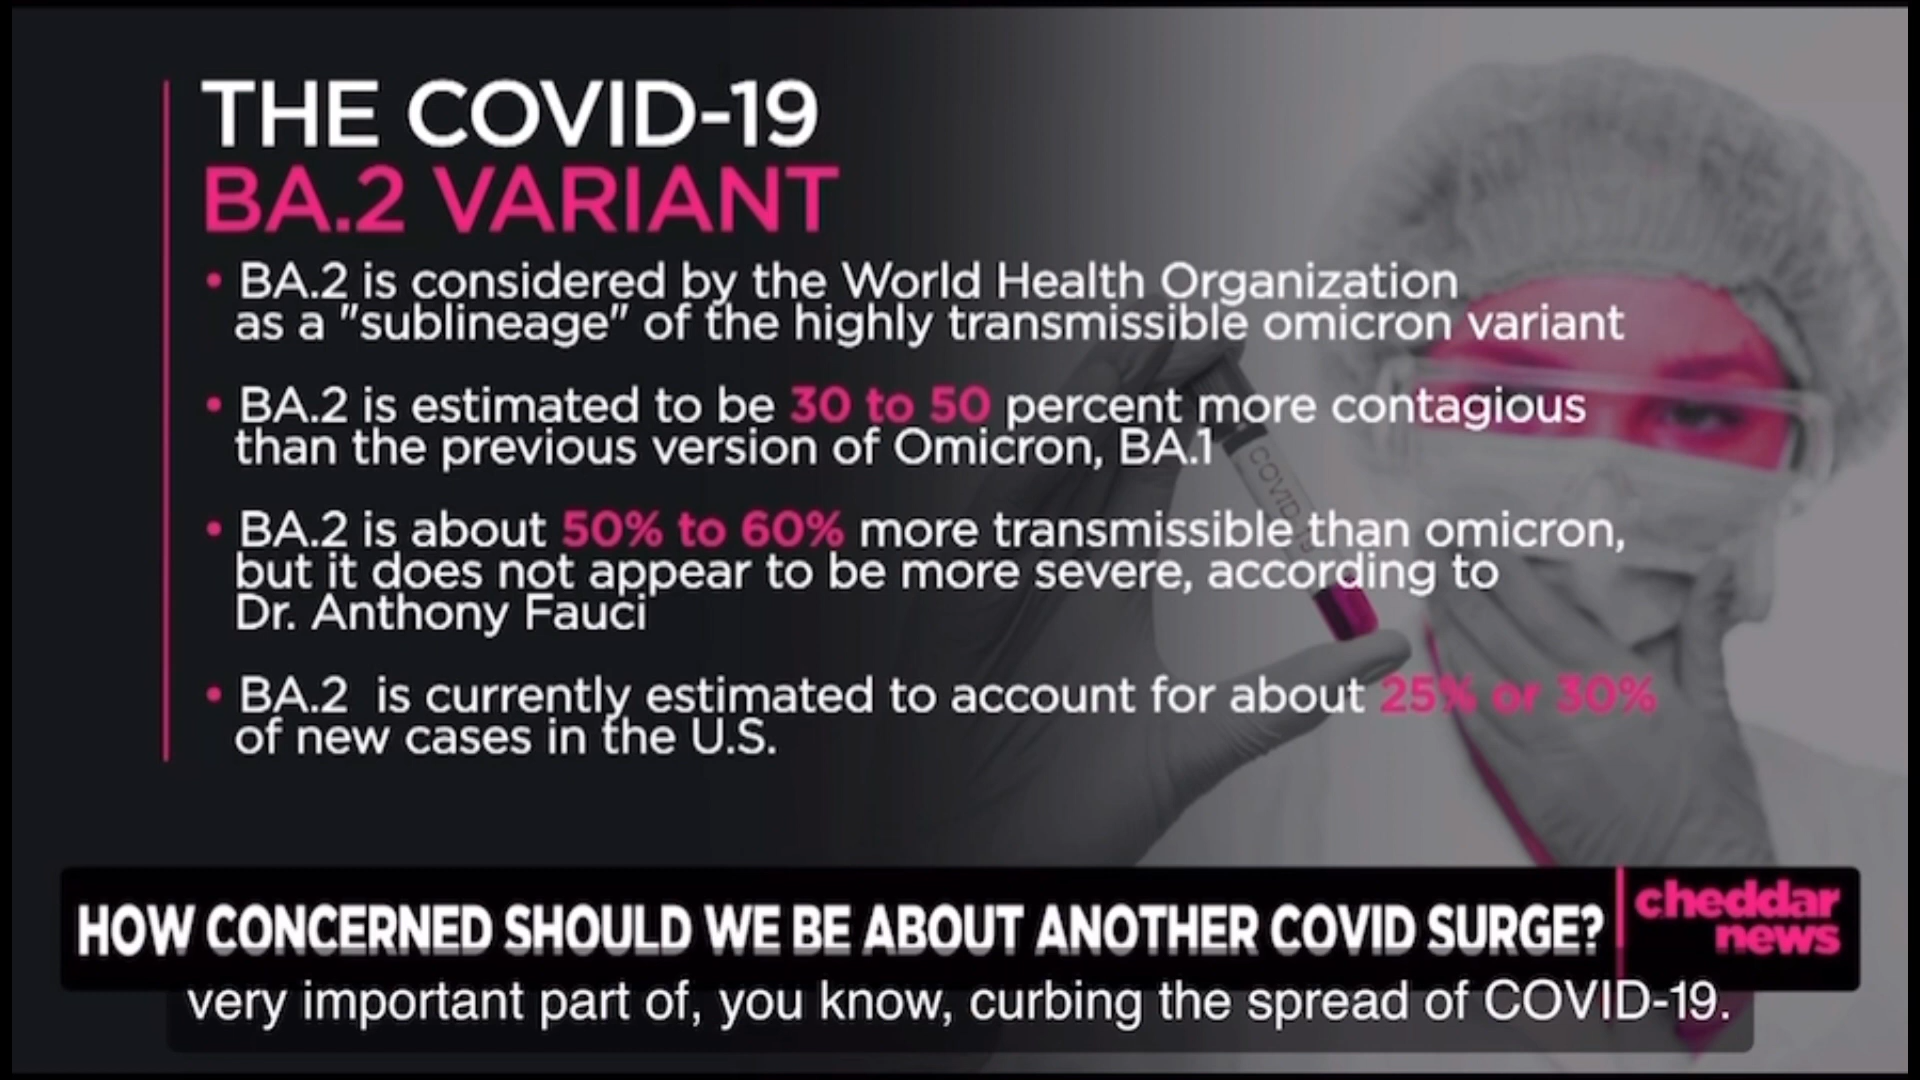 THE COVID-19
BA.2 VARIANT
• BA.2 is considered by the World Health Organization
as a "sublineage" of the highly transmissible omicron variant
• BA.2 is estimated to be 30 to 50 percent more contagious
than the previous version of Omicron, BA.1
• BA.2 is about 50% to 60% more transmissible than omicron,
but it does not appear to be more severe, according to
Dr. Anthony Fauci
• BA.2  is currently estimated to account for about 25% or 30%
of new cases in the U.S.
COVID-19
HOW CONCERNED SHOULD WE BE ABOUT ANOTHER COVID SURGE?
cheddar
news
very important part of, you know, curbing the spread of COVID-19.